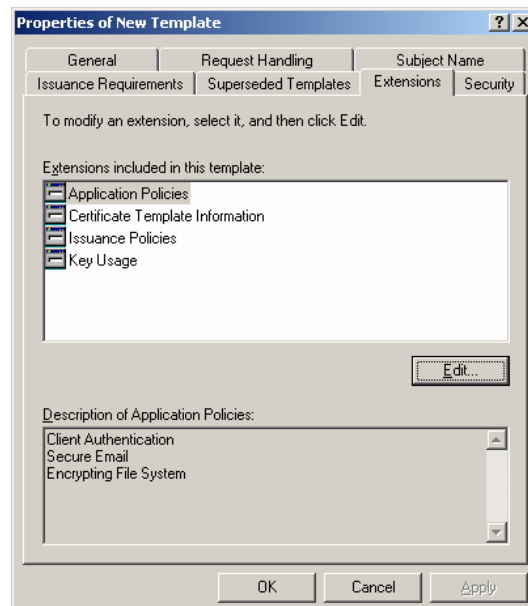 Properties of New Template
General Request Handling Subject Name
Issuance Requirements Superseded Templates Extensions Security
To modify an extension, select it, and then click Edit.
Extensions included in this template:
Application Policies
Certificate Template Information
Issuance Policies
Key Usage
Edit...
Description of Application Policies:
Client Authentication
Secure Email
Encrypting File System
OK Cancel Apply